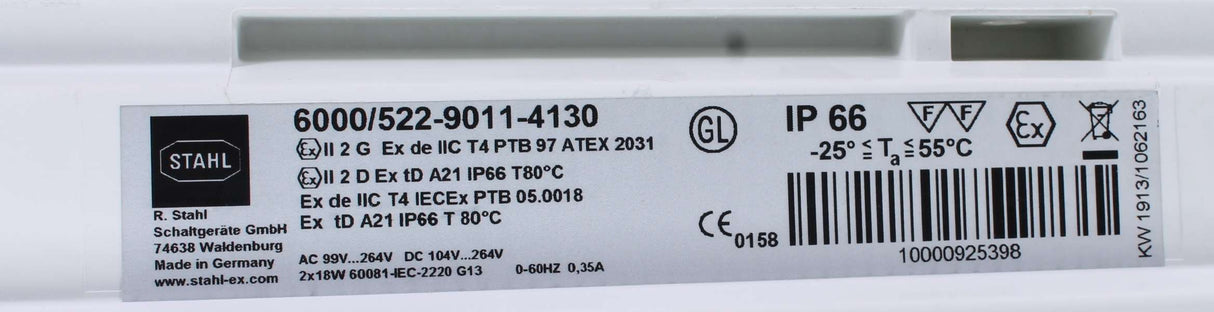 STAHL
R. Stahl
Schaltgeräte GmbH
74638 Waldenburg
Made in Germany
www.stahl-ex.com
6000/522-9011-4130
Ex II 2 G Ex de IIC T4 PTB 97 ATEX 2031
Ex II 2 D Ex tD A21 IP66 T80°C
Ex de IIC T4 IECEx PTB 05.0018
Ex tD A21 IP66 T 80°C
AC 99V...264V DC 104V...264V
2x18W 60081-IEC-2220 G13 0-60HZ 0,35A
GL
CE 0158
IP 66 F F Ex
-25° ≤ Ta ≤ 55°C
10000925398
KW 1913/1062163